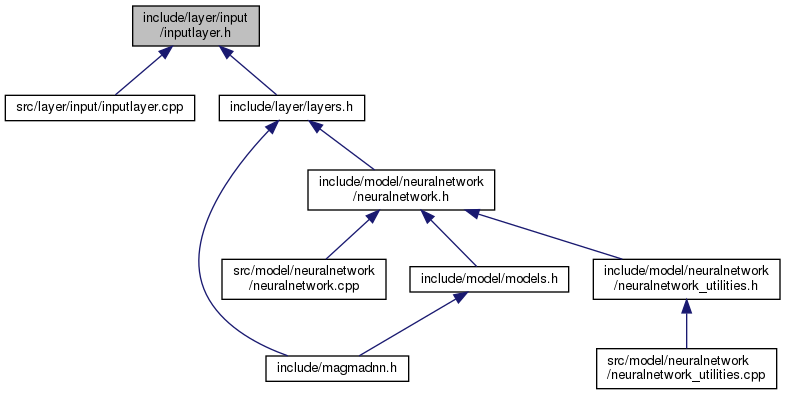 include/layer/input
/inputlayer.h
src/layer/input/inputlayer.cpp
include/layer/layers.h
include/model/neuralnetwork
/neuralnetwork.h
src/model/neuralnetwork
/neuralnetwork.cpp
include/model/models.h
include/model/neuralnetwork
/neuralnetwork_utilities.h
include/magmadnn.h
src/model/neuralnetwork
/neuralnetwork_utilities.cpp